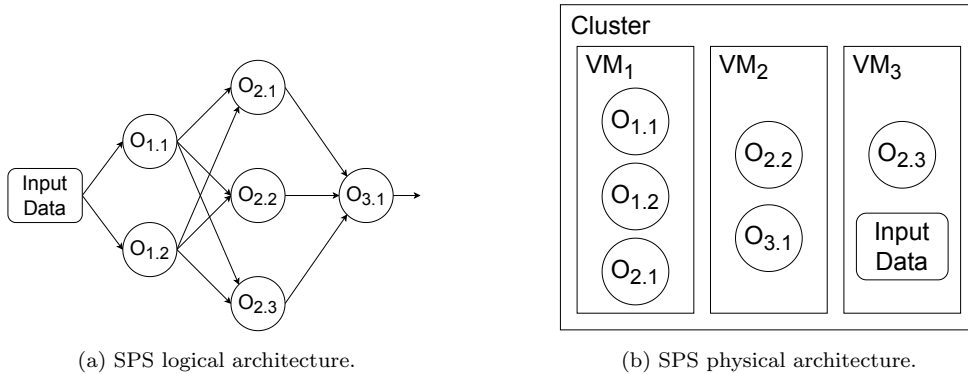 O2.1
O1.1
Input
Data
O2.2
O3.1
O1.2
O2.3
(a) SPS logical architecture.
Cluster
VM1
O1.1
O1.2
O2.1
VM2
O2.2
O3.1
VM3
O2.3
Input
Data
(b) SPS physical architecture.